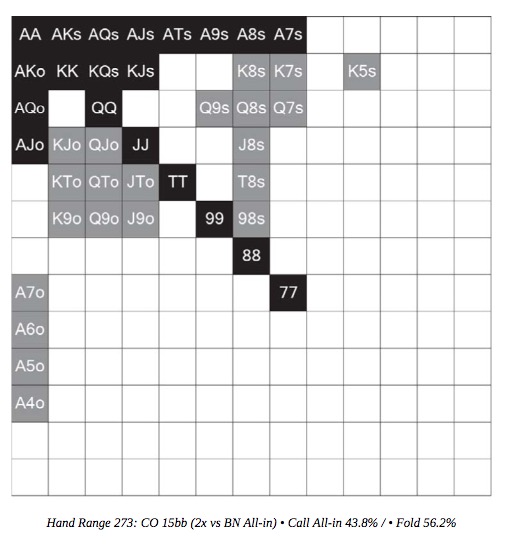 AA AKs AQs AJs ATs A9s A8s A7s
AKo KK KQs KJs K8s K7s K5s
AQo QQ Q9s Q8s Q7s
AJo KJo QJo JJ J8s
KTo QTo JTo TT T8s
K9o Q9o J9o 99 98s
88
A7o 77
A6o
A5o
A4o
Hand Range 273: CO 15bb (2x vs BN All-in) • Call All-in 43.8% / • Fold 56.2%